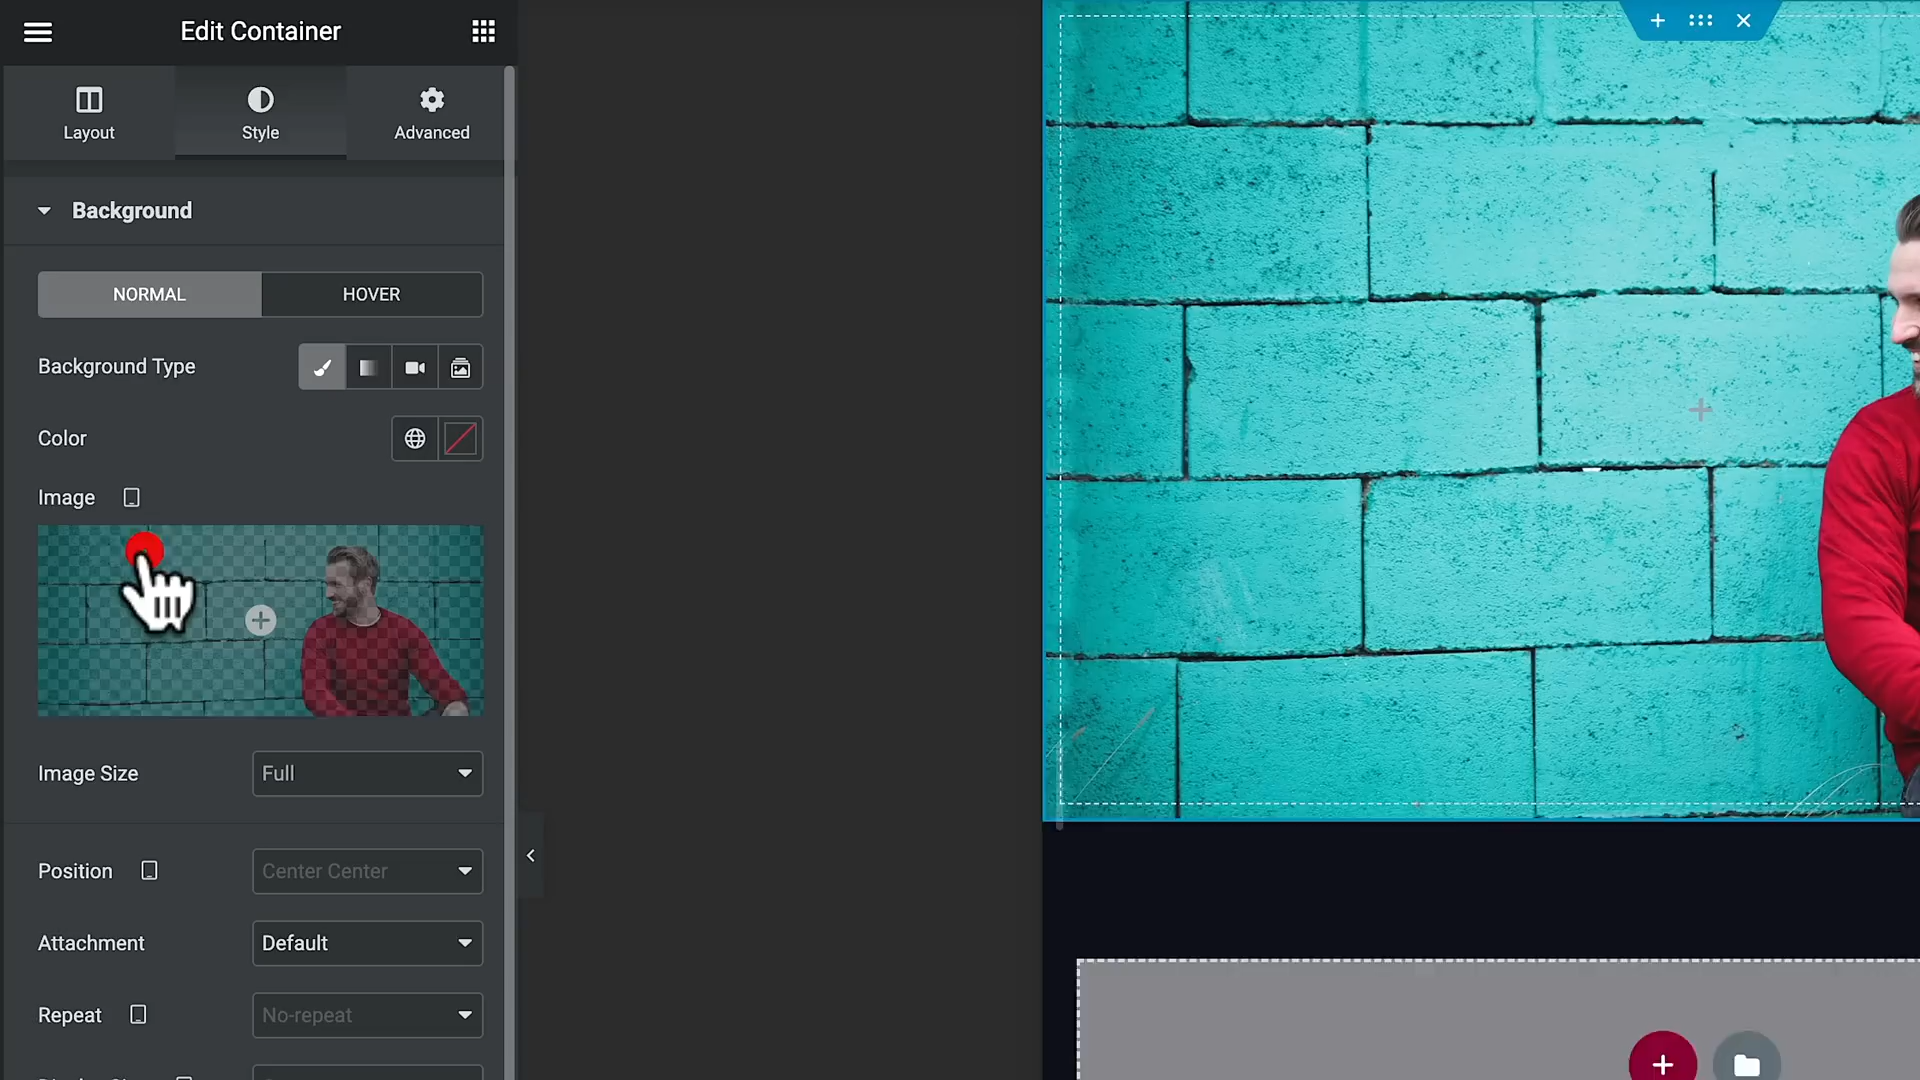 Edit Container
Layout
Style
Advanced
Background
NORMAL
HOVER
Background Type
Color
Image
Image Size
Full
Position
Center Center
Attachment
Default
Repeat
No-repeat